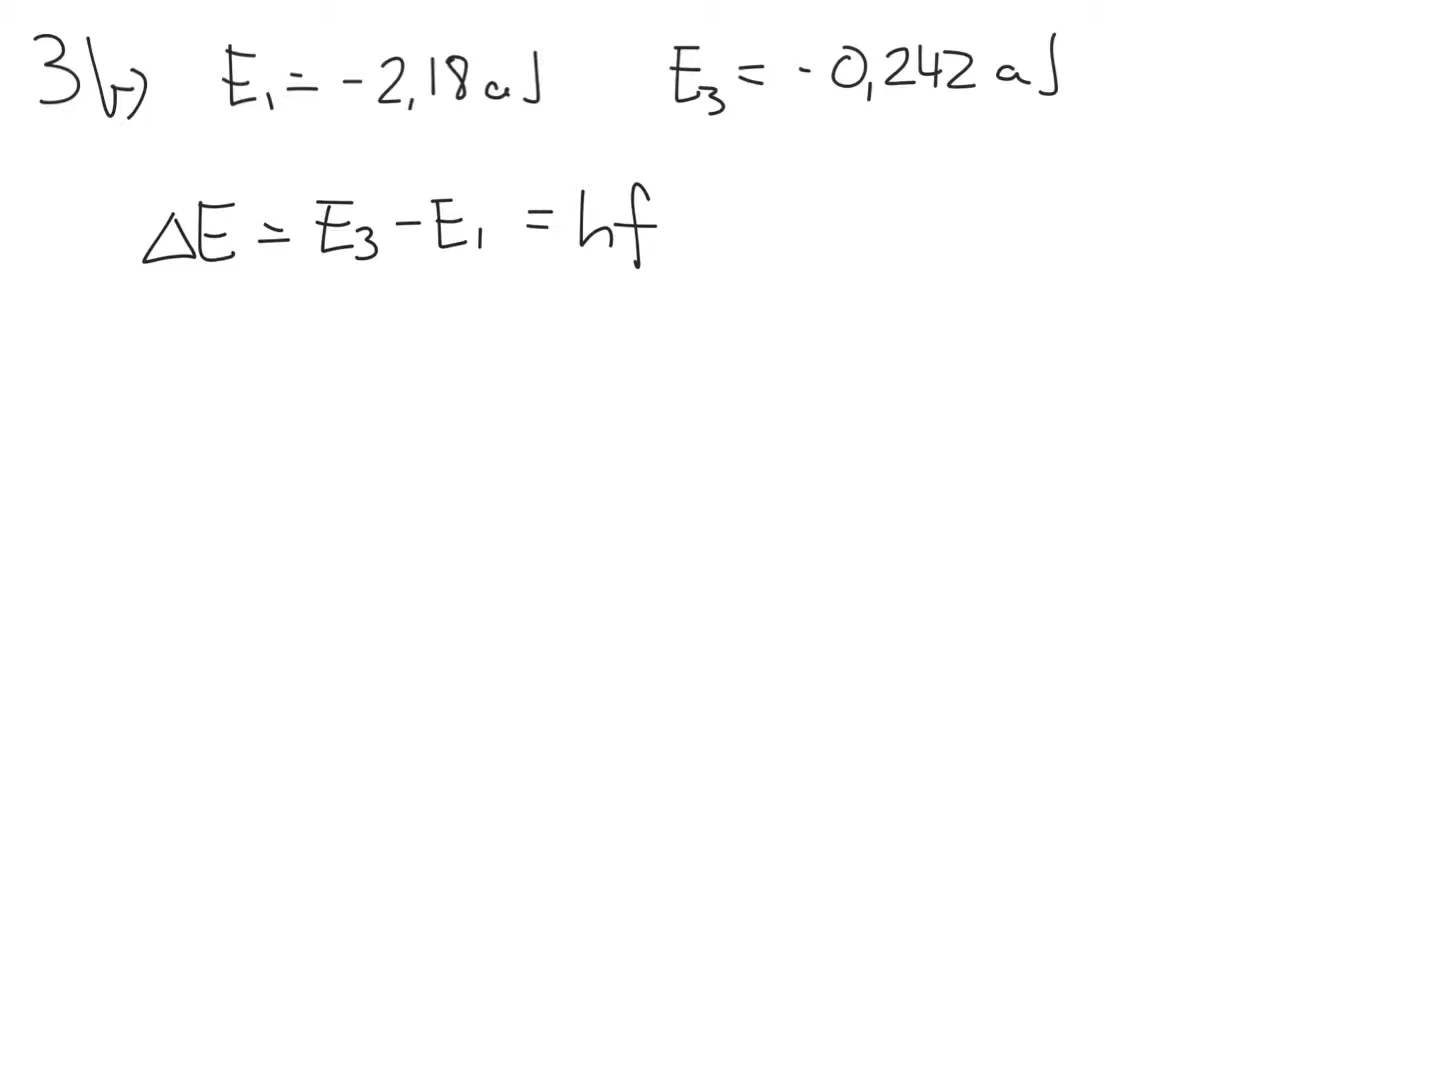 3b) E₁ = -2,18 aJ E₃ = -0,242 aJ
ΔE = E₃ - E₁ = hf